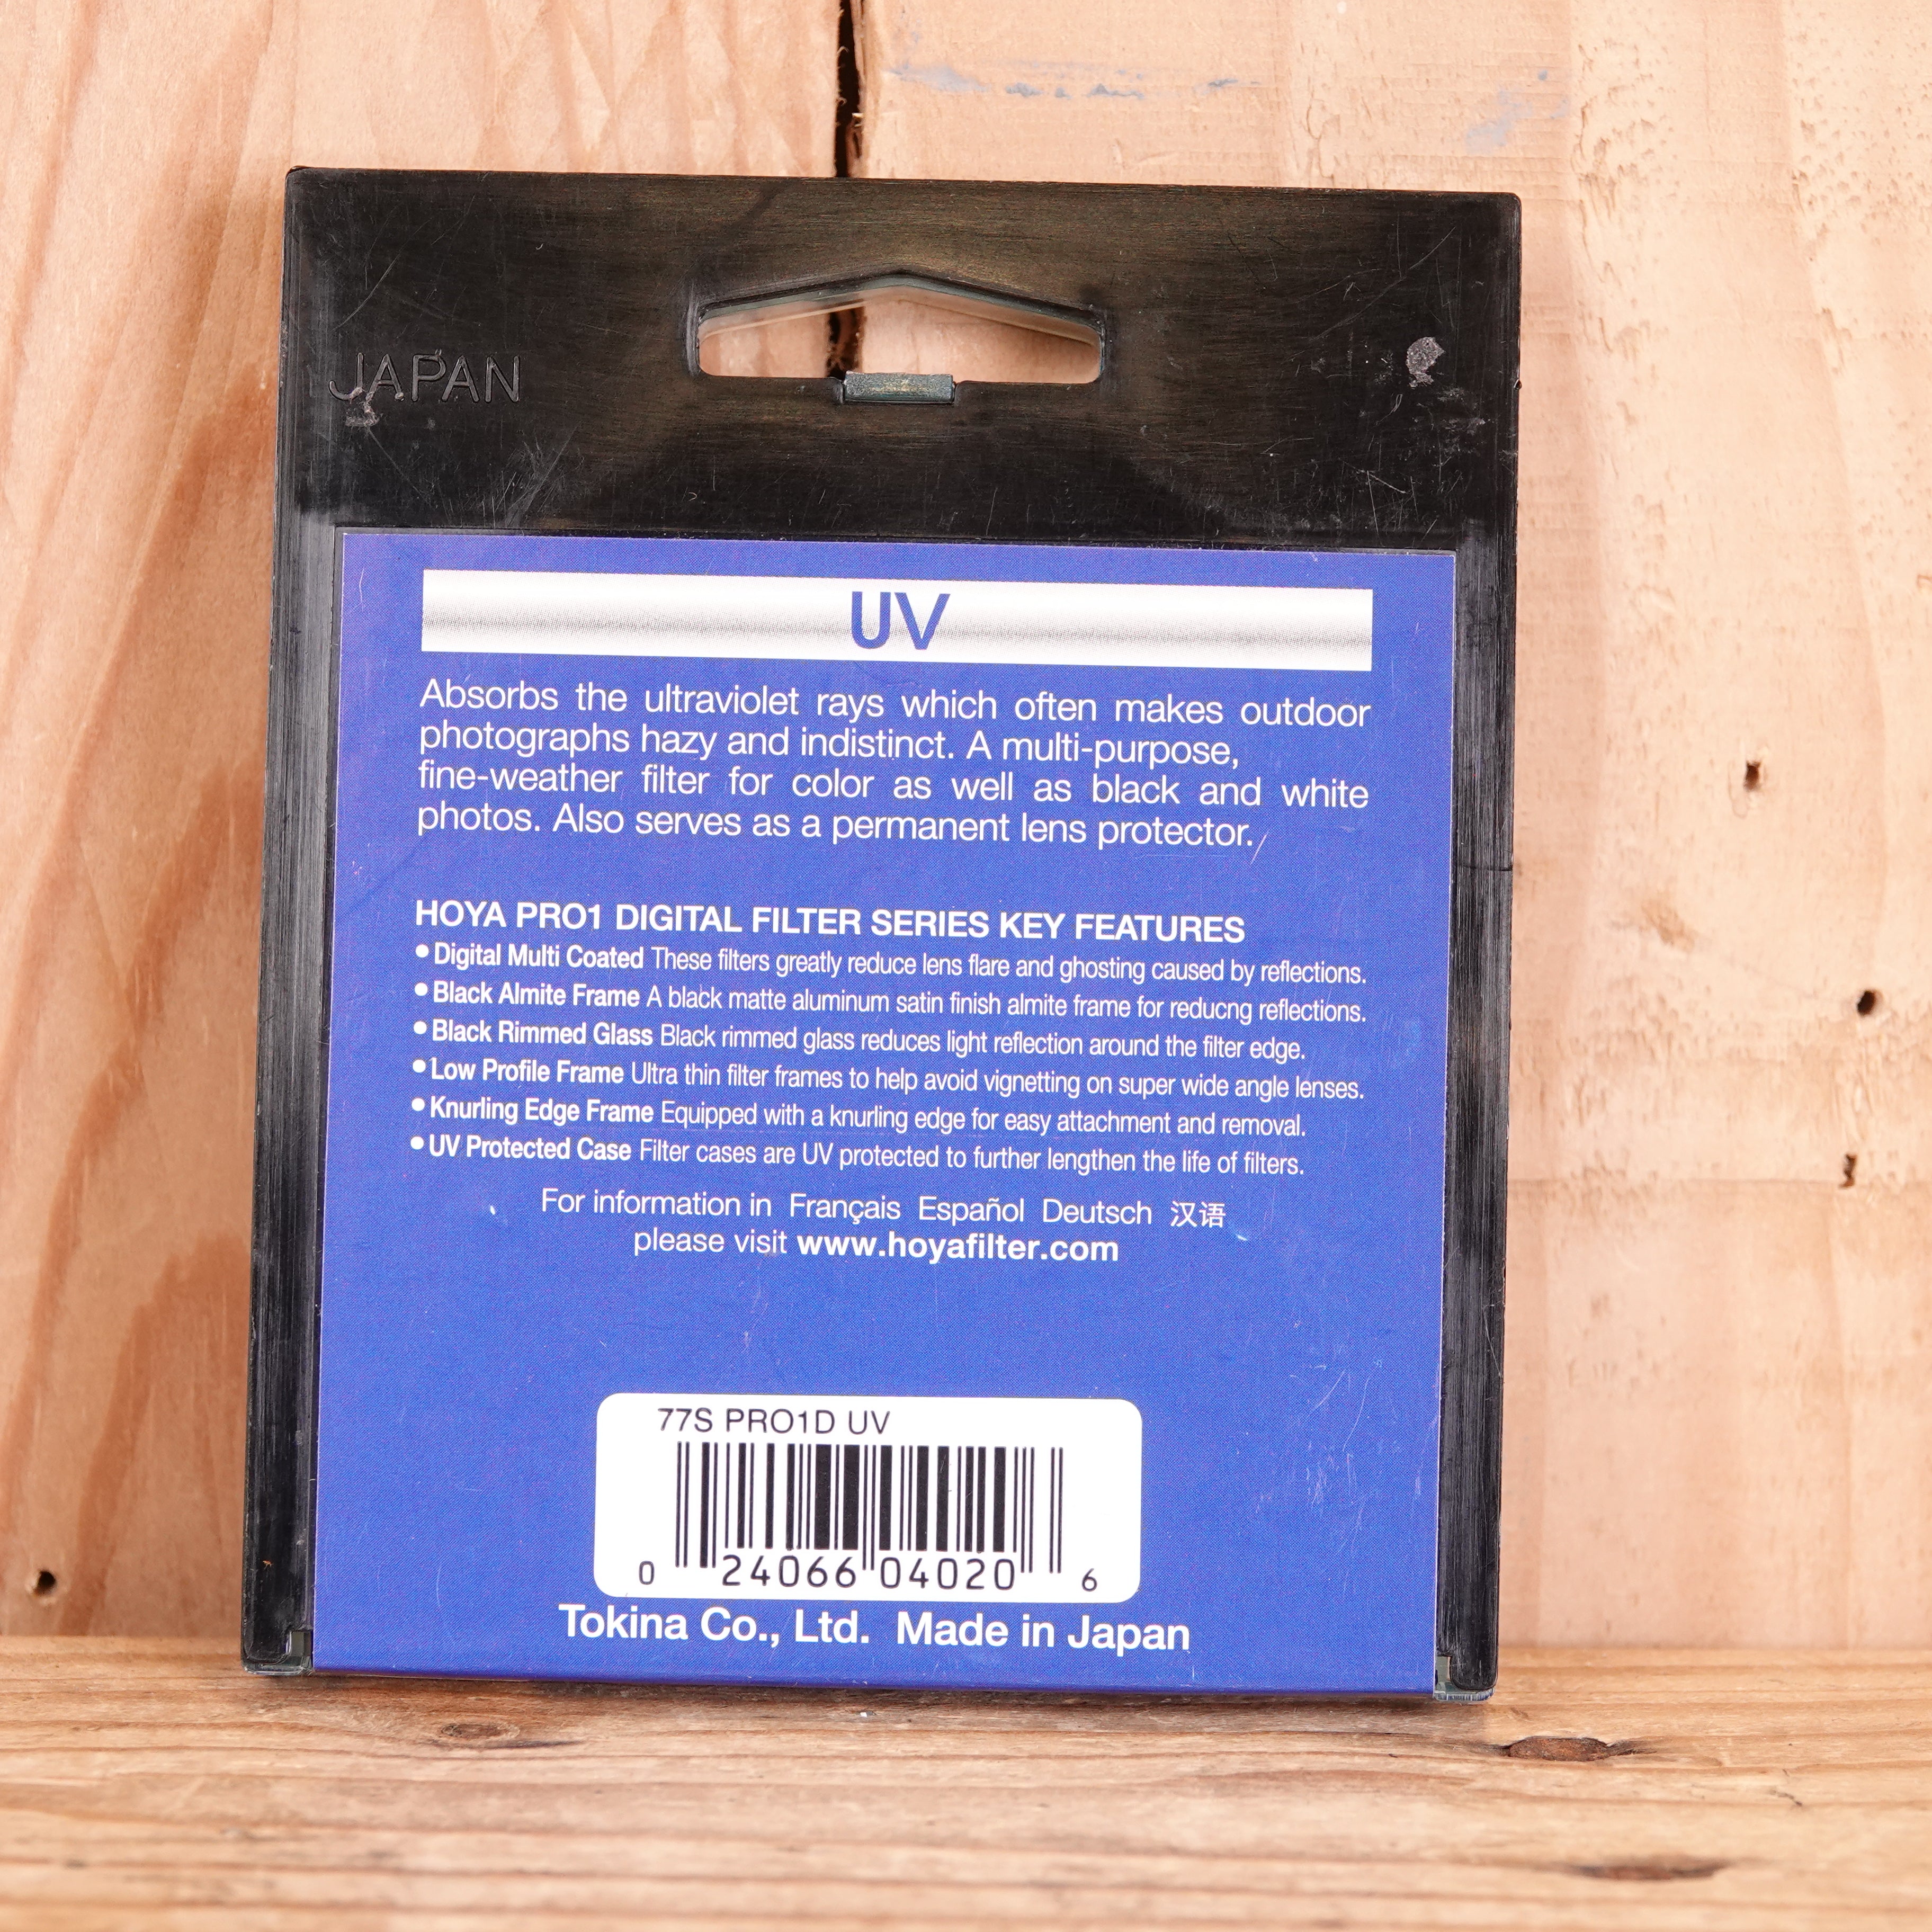 JAPAN
UV
Absorbs the ultraviolet rays which often makes outdoor
photographs hazy and indistinct. A multi-purpose,
fine-weather filter for color as well as black and white
photos. Also serves as a permanent lens protector.
HOYA PRO1 DIGITAL FILTER SERIES KEY FEATURES
•Digital Multi Coated These filters greatly reduce lens flare and ghosting caused by reflections.
•Black Almite Frame A black matte aluminum satin finish almite frame for reducng reflections.
•Black Rimmed Glass Black rimmed glass reduces light reflection around the filter edge.
•Low Profile Frame Ultra thin filter frames to help avoid vignetting on super wide angle lenses.
•Knurling Edge Frame Equipped with a knurling edge for easy attachment and removal.
•UV Protected Case Filter cases are UV protected to further lengthen the life of filters.
For information in Français Español Deutsch 汉语
please visit www.hoyafilter.com
77S PRO1D UV
0 24066 04020 6
Tokina Co., Ltd. Made in Japan